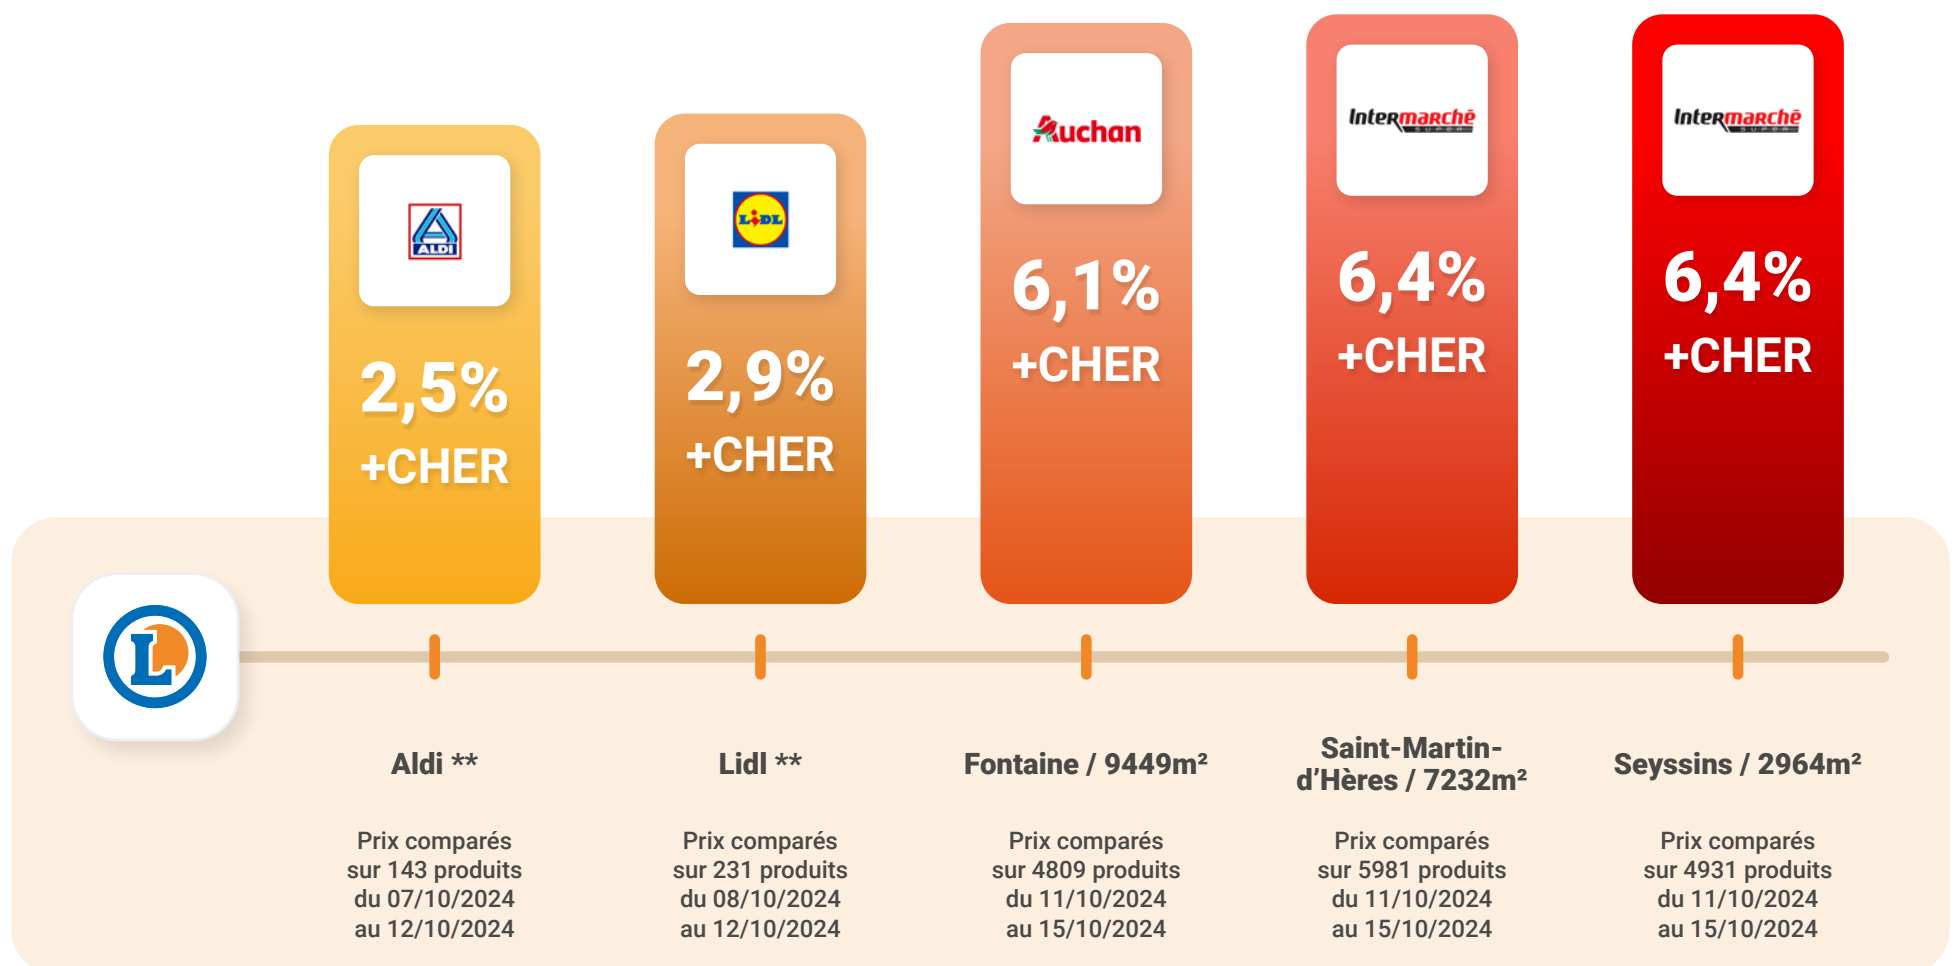 ALDI
2,5%
+CHER
LIDL
2,9%
+CHER
Auchan
6,1%
+CHER
Intermarchē
SUPER
6,4%
+CHER
Intermarchē
SUPER
6,4%
+CHER
L
Aldi **
Prix comparés
sur 143 produits
du 07/10/2024
au 12/10/2024
Lidl **
Prix comparés
sur 231 produits
du 08/10/2024
au 12/10/2024
Fontaine / 9449m²
Prix comparés
sur 4809 produits
du 11/10/2024
au 15/10/2024
Saint-Martin-
d’Hères / 7232m²
Prix comparés
sur 5981 produits
du 11/10/2024
au 15/10/2024
Seyssins / 2964m²
Prix comparés
sur 4931 produits
du 11/10/2024
au 15/10/2024